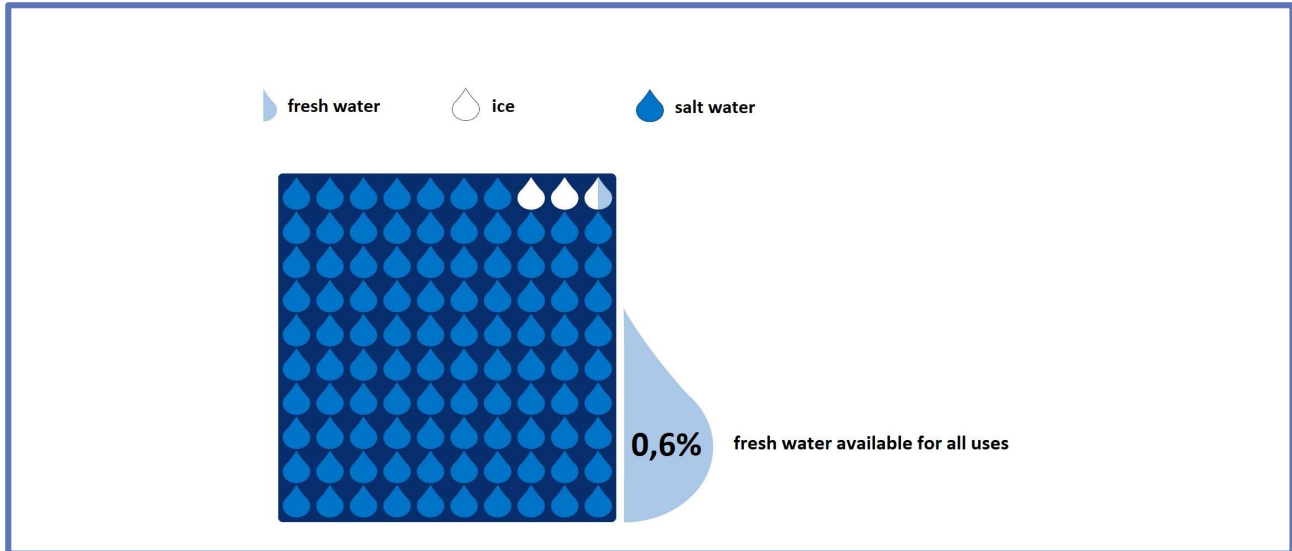 fresh water
ice
salt water
0,6%
fresh water available for all uses